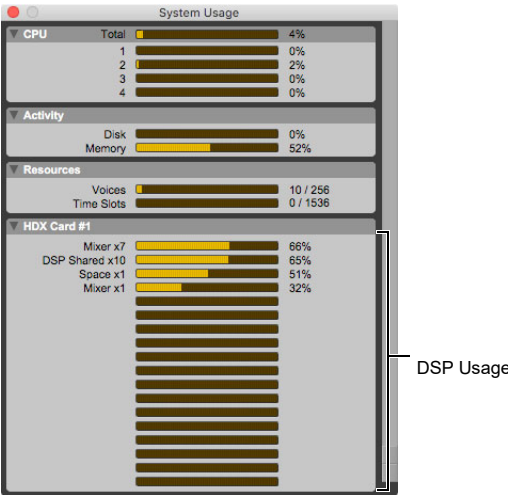 System Usage
CPU Total 4%
1 0%
2 2%
3 0%
4 0%
Activity
Disk 0%
Memory 52%
Resources
Voices 10 / 256
Time Slots 0 / 1536
HDX Card #1
Mixer x7 66%
DSP Shared x10 65%
Space x1 51%
Mixer x1 32%
DSP Usage